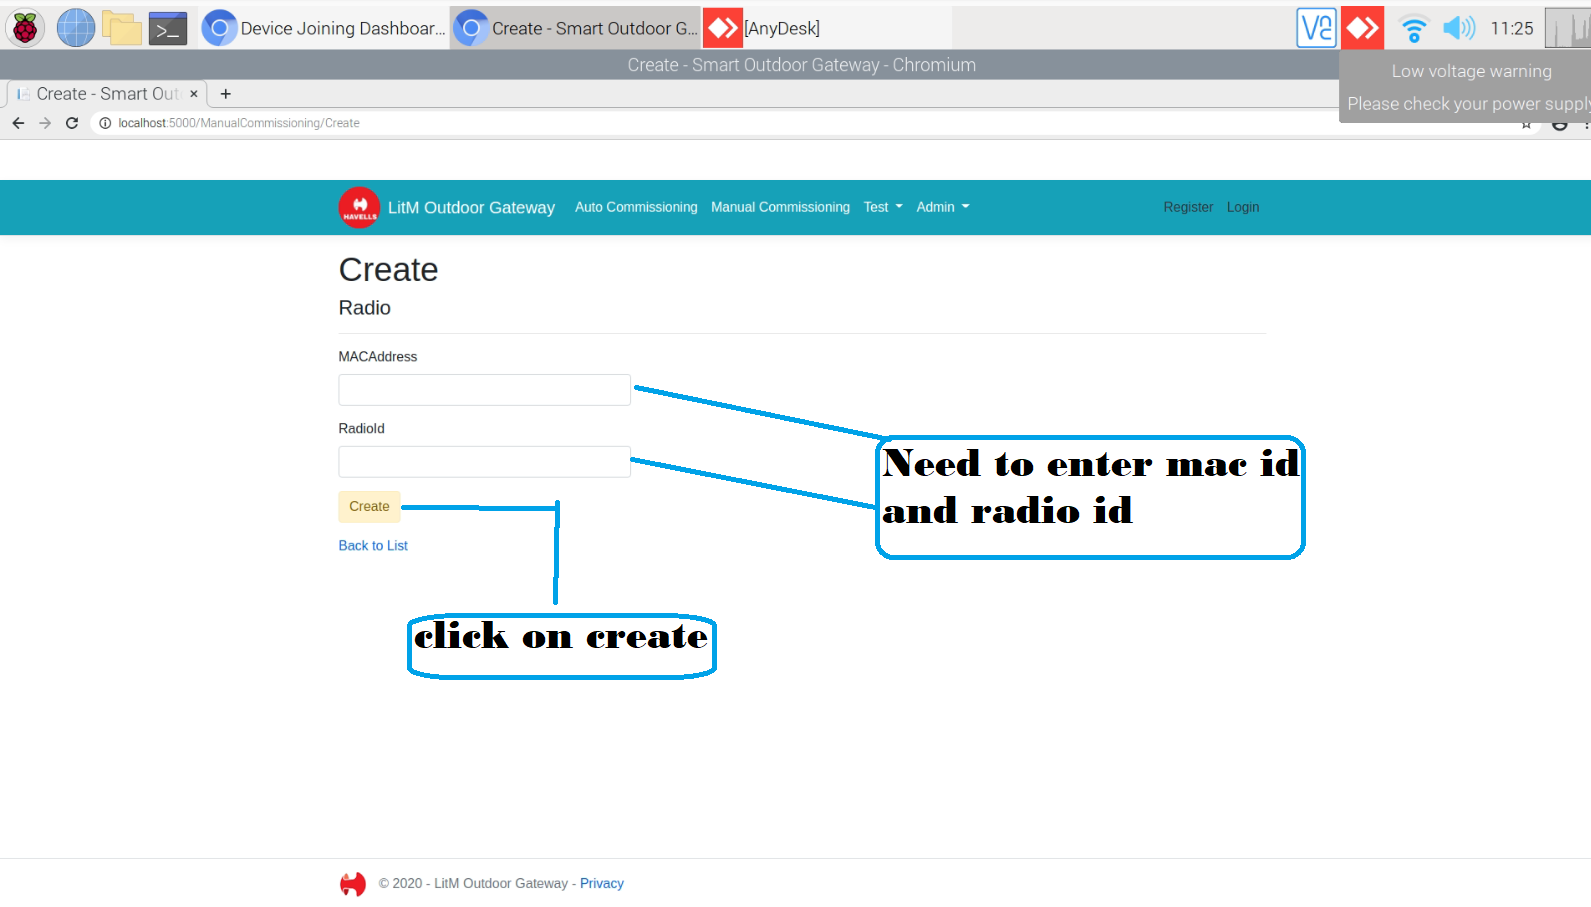 Device Joining Dashboar...
Create - Smart Outdoor G...
[AnyDesk]
11:25
Create - Smart Outdoor Gateway - Chromium
Low voltage warning
Please check your power supply
Create - Smart Out
localhost:5000/ManualCommissioning/Create
HAVELLS
LitM Outdoor Gateway
Auto Commissioning
Manual Commissioning
Test
Admin
Register
Login
Create
Radio
MACAddress
RadioId
Need to enter mac id
and radio id
Create
Back to List
click on create
© 2020 - LitM Outdoor Gateway - Privacy